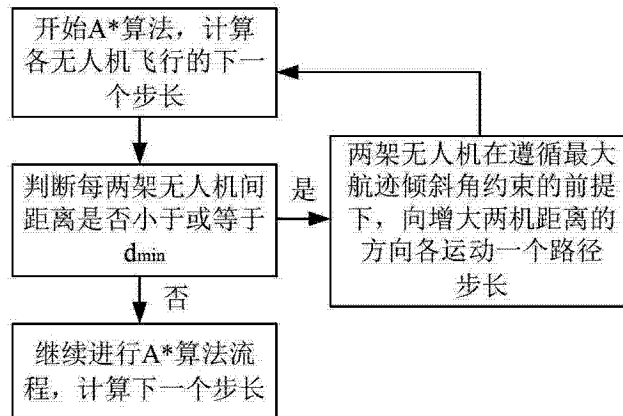 开始A*算法，计算
各无人机飞行的下一
个步长
判断每两架无人机间
距离是否小于或等于
dmin
是
两架无人机在遵循最大
航迹倾斜角约束的前提
下，向增大两机距离的
方向各运动一个路径
步长
否
继续进行A*算法流
程，计算下一个步长